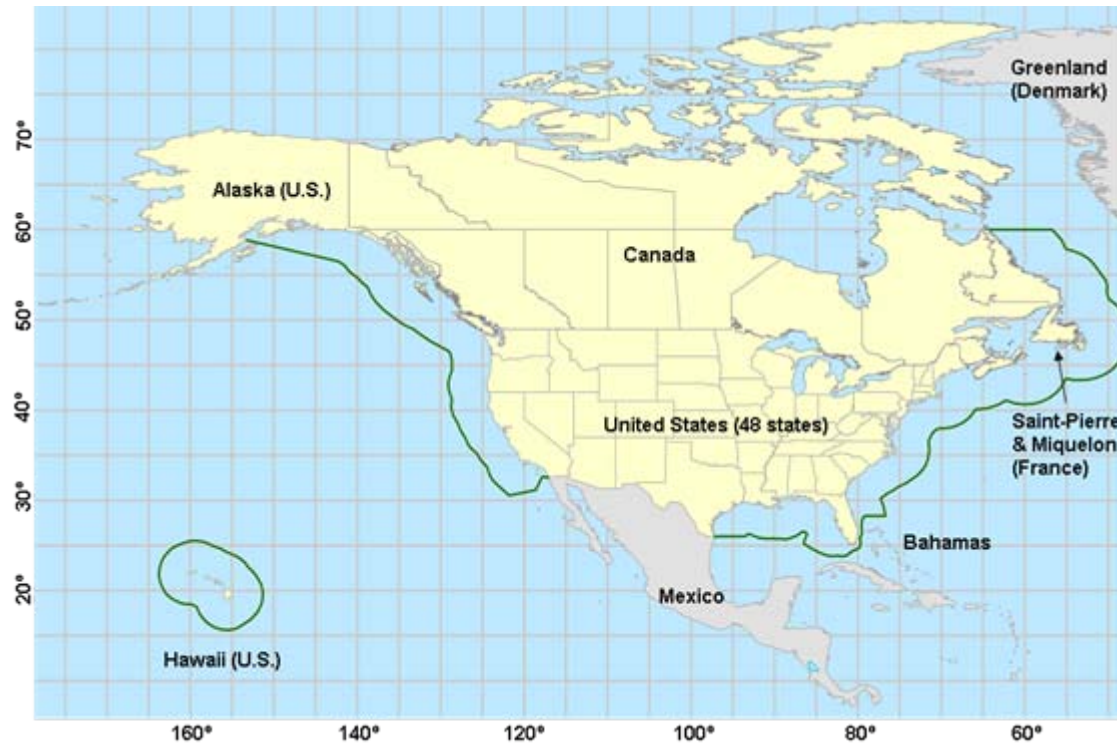 Greenland
(Denmark)
Alaska (U.S.)
Canada
United States (48 states)
Saint-Pierre
& Miquelon
(France)
Bahamas
Mexico
Hawaii (U.S.)
70°
60°
50°
40°
30°
20°
160°
140°
120°
100°
80°
60°